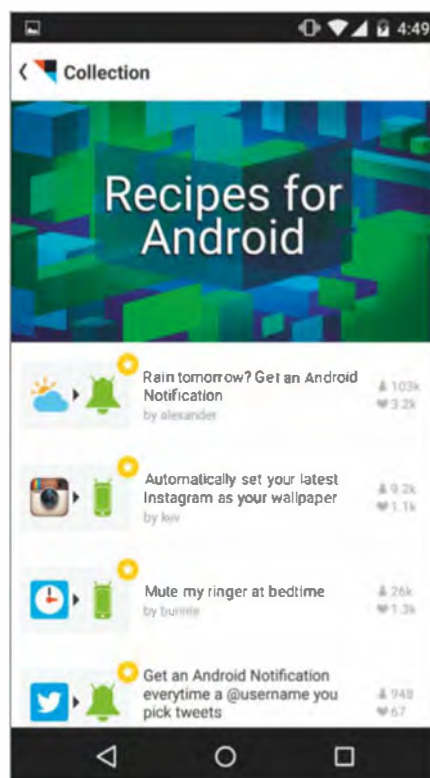 4:49
Collection
Recipes for
Android
Rain tomorrow? Get an Android
Notification
by alexander
103k
3.2k
Automatically set your latest
Instagram as your wallpaper
by
9.2k
1.1k
Mute my ringer at bedtime
by bunnie
26k
1.3k
Get an Android Notification
everytime a @username you
pick tweets
948
67